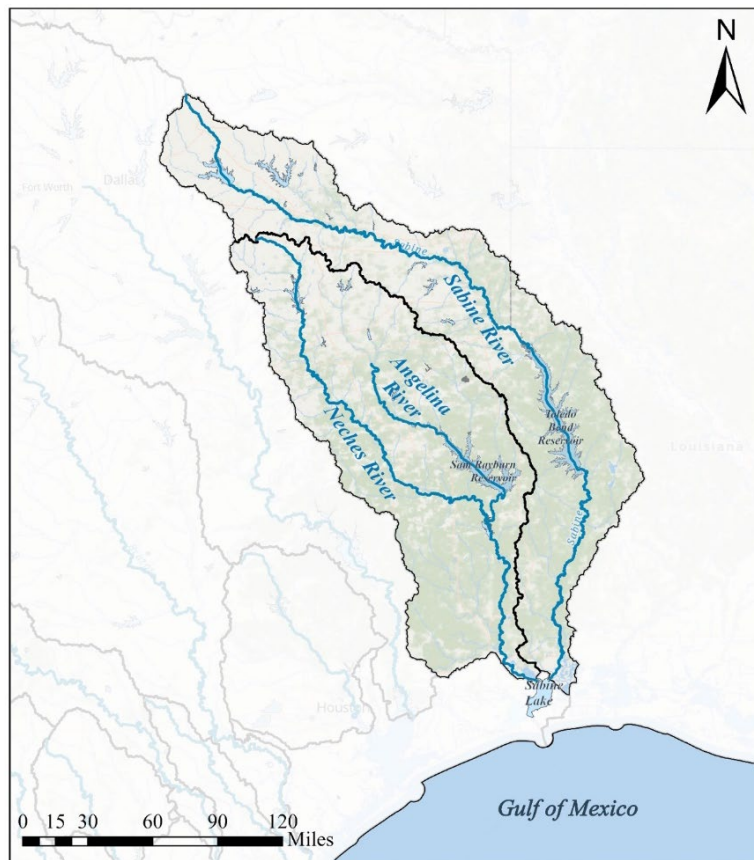 N
Dallas
Fort Worth
Sabine
Sabine River
Angelina
River
Neches River
Toledo
Bend
Reservoir
Sam Rayburn
Reservoir
Louisiana
Sabine
Houston
Sabine
Lake
Gulf of Mexico
0 15 30 60 90 120
Miles